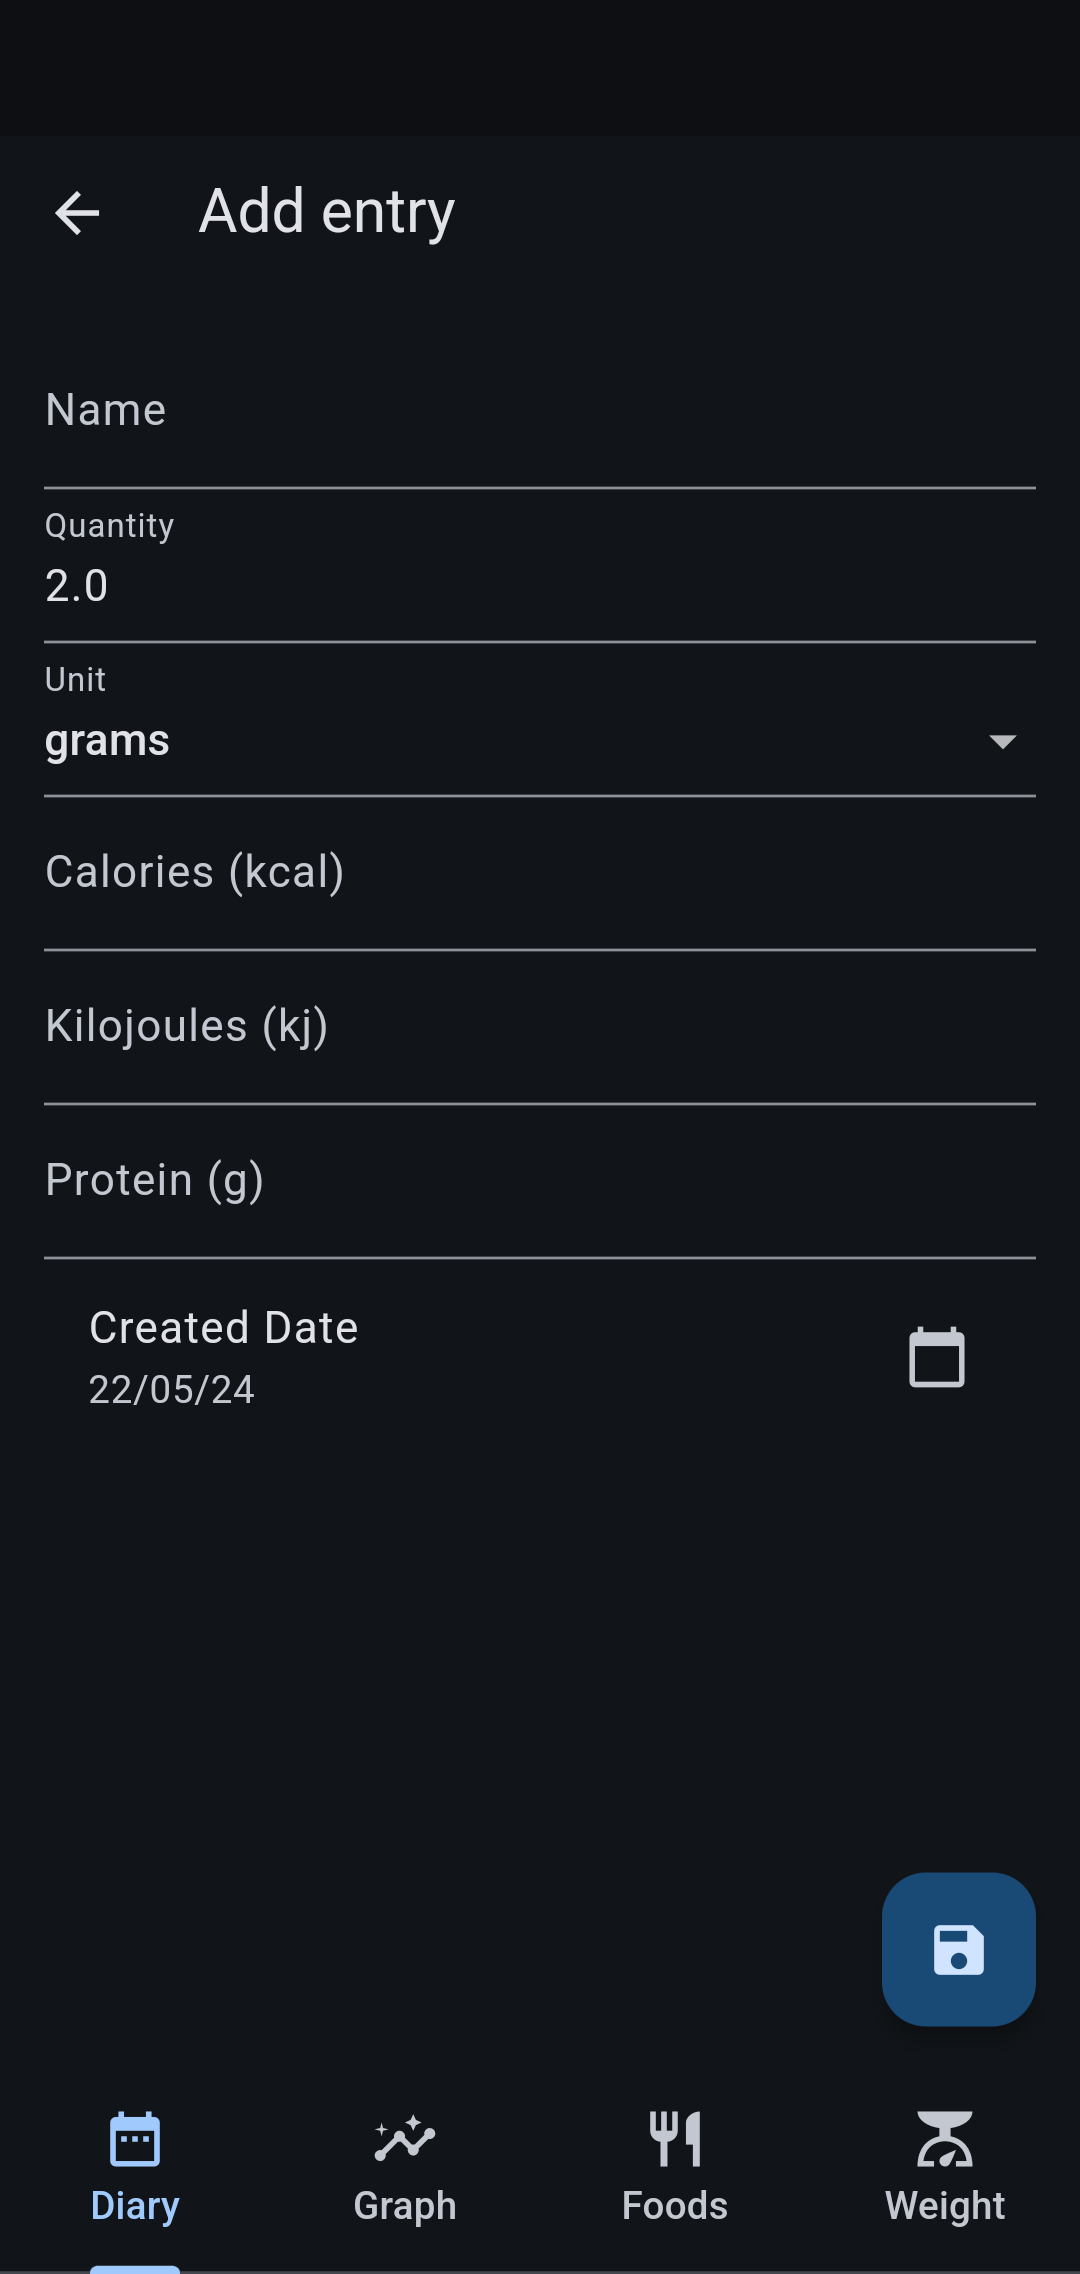 Add entry
Name
Quantity
2.0
Unit
grams
Calories (kcal)
Kilojoules (kj)
Protein (g)
Created Date
22/05/24
Diary
Graph
Foods
Weight